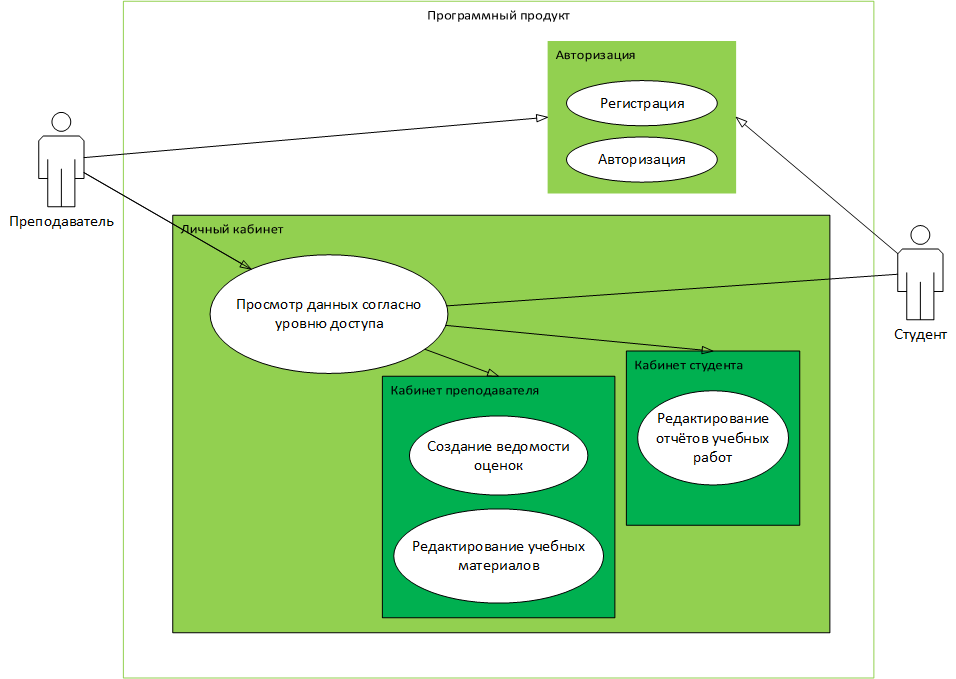 Программный продукт
Авторизация
Регистрация
Авторизация
Преподаватель
Личный кабинет
Просмотр данных согласно
уровню доступа
Студент
Кабинет преподавателя
Создание ведомости
оценок
Редактирование учебных
материалов
Кабинет студента
Редактирование
отчётов учебных
работ